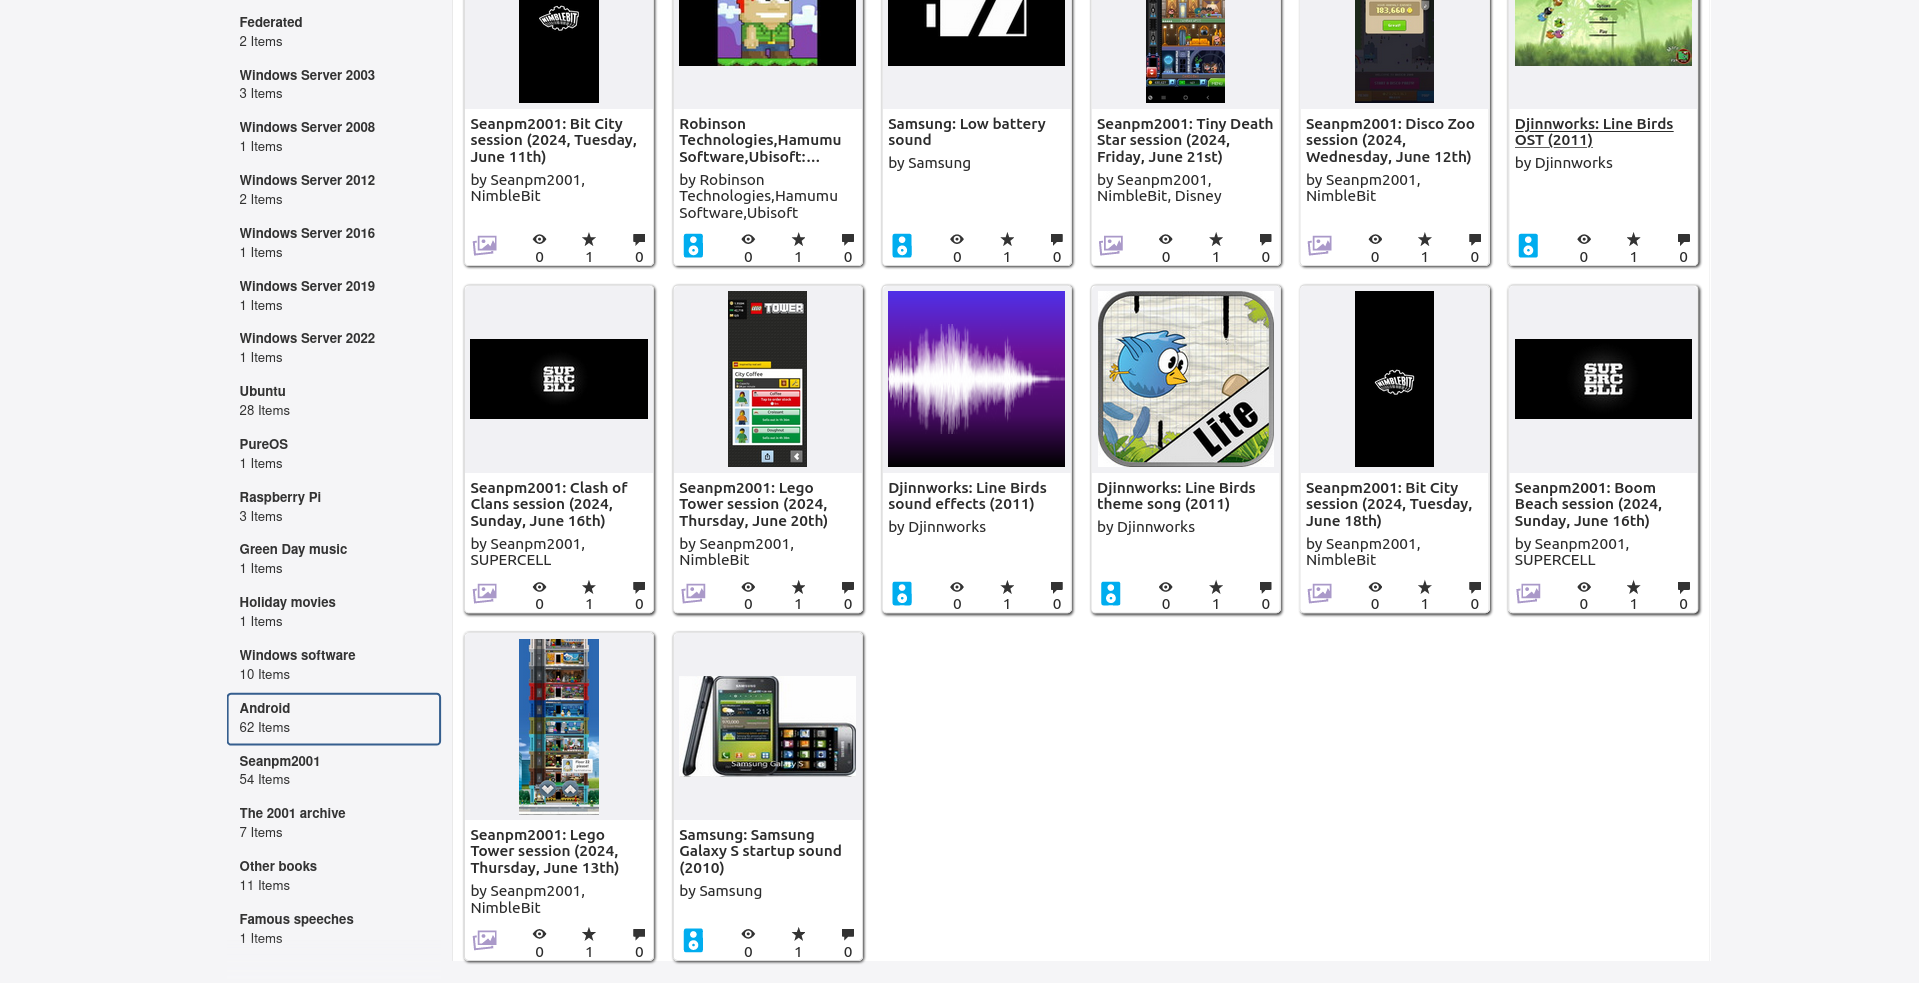 Federated
2 Items
Windows Server 2003
3 Items
Windows Server 2008
1 Items
Windows Server 2012
2 Items
Windows Server 2016
1 Items
Windows Server 2019
1 Items
Windows Server 2022
1 Items
Ubuntu
28 Items
PureOS
1 Items
Raspberry Pi
3 Items
Green Day music
1 Items
Holiday movies
1 Items
Windows software
10 Items
Android
62 Items
Seanpm2001
54 Items
The 2001 archive
7 Items
Other books
11 Items
Famous speeches
1 Items
NIMBLEBIT
Seanpm2001: Bit City
session (2024, Tuesday,
June 11th)
by Seanpm2001,
NimbleBit
0 1 0
Robinson
Technologies,Hamumu
Software,Ubisoft:...
by Robinson
Technologies,Hamumu
Software,Ubisoft
0 1 0
Samsung: Low battery
sound
by Samsung
0 1 0
Seanpm2001: Tiny Death
Star session (2024,
Friday, June 21st)
by Seanpm2001,
NimbleBit, Disney
0 1 0
183,660
Seanpm2001: Disco Zoo
session (2024,
Wednesday, June 12th)
by Seanpm2001,
NimbleBit
0 1 0
Play
Djinnworks: Line Birds
OST (2011)
by Djinnworks
0 1 0
SUP
ERC
ELL
Seanpm2001: Clash of
Clans session (2024,
Sunday, June 16th)
by Seanpm2001,
SUPERCELL
0 1 0
LEGO TOWER
City Coffee
Coffee
Tap to order stock
Croissant
Doughnut
Seanpm2001: Lego
Tower session (2024,
Thursday, June 20th)
by Seanpm2001,
NimbleBit
0 1 0
Djinnworks: Line Birds
sound effects (2011)
by Djinnworks
0 1 0
Lite
Djinnworks: Line Birds
theme song (2011)
by Djinnworks
0 1 0
NIMBLEBIT
Seanpm2001: Bit City
session (2024, Tuesday,
June 18th)
by Seanpm2001,
NimbleBit
0 1 0
SUP
ERC
ELL
Seanpm2001: Boom
Beach session (2024,
Sunday, June 16th)
by Seanpm2001,
SUPERCELL
0 1 0
Seanpm2001: Lego
Tower session (2024,
Thursday, June 13th)
by Seanpm2001,
NimbleBit
0 1 0
SAMSUNG
21°
Samsung Galaxy S
Samsung: Samsung
Galaxy S startup sound
(2010)
by Samsung
0 1 0